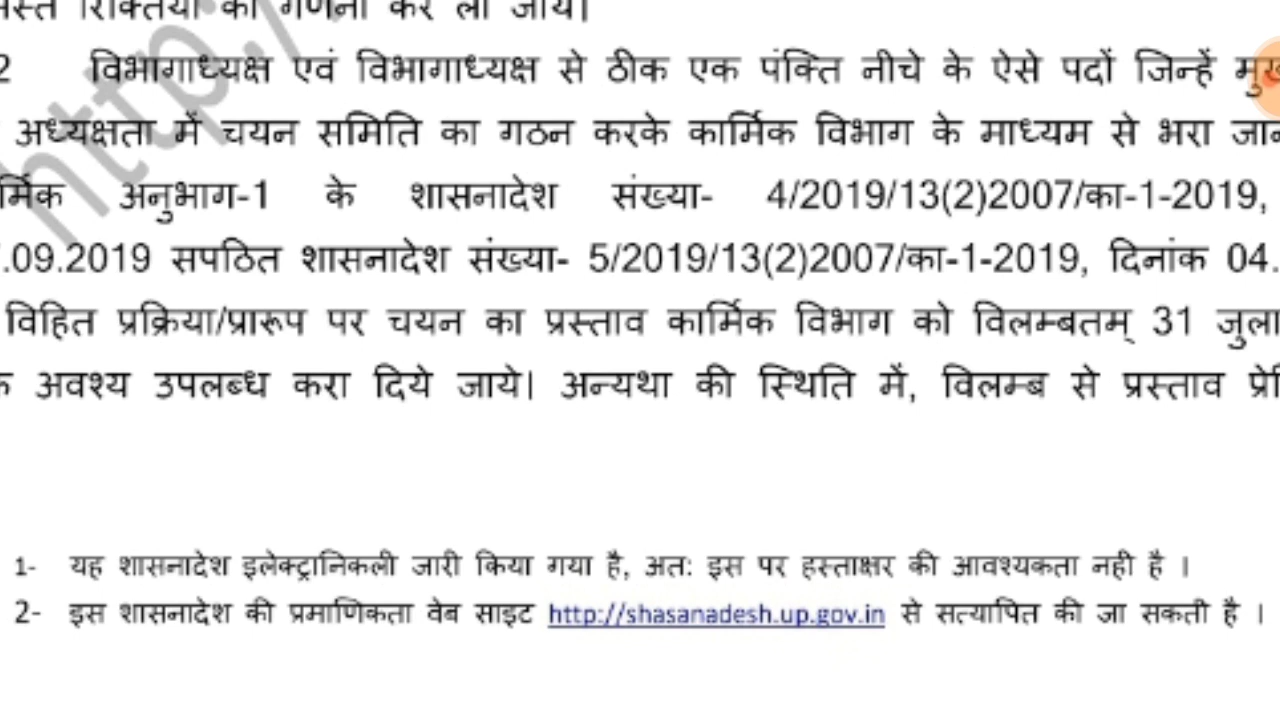 रिक्तियों की गणना कर ली जाये।
2 विभागाध्यक्ष एवं विभागाध्यक्ष से ठीक एक पंक्ति नीचे के ऐसे पदों जिन्हें
अध्यक्षता में चयन समिति का गठन करके कार्मिक विभाग के माध्यम से भरा
अनुभाग-1 के शासनादेश संख्या- 4/2019/13(2)2007/का-1-2019,
.09.2019 सपठित शासनादेश संख्या- 5/2019/13(2)2007/का-1-2019, दिनांक 04.
विहित प्रक्रिया/प्रारूप पर चयन का प्रस्ताव कार्मिक विभाग को विलम्बतम् 31
अवश्य उपलब्ध करा दिये जाये। अन्यथा की स्थिति में, विलम्ब से प्रस्ताव
http:/
1- यह शासनादेश इलेक्ट्रानिकली जारी किया गया है, अतः इस पर हस्ताक्षर की आवश्यकता नही है ।
2- इस शासनादेश की प्रमाणिकता वेब साइट http://shasanadesh.up.gov.in से सत्यापित की जा सकती है ।